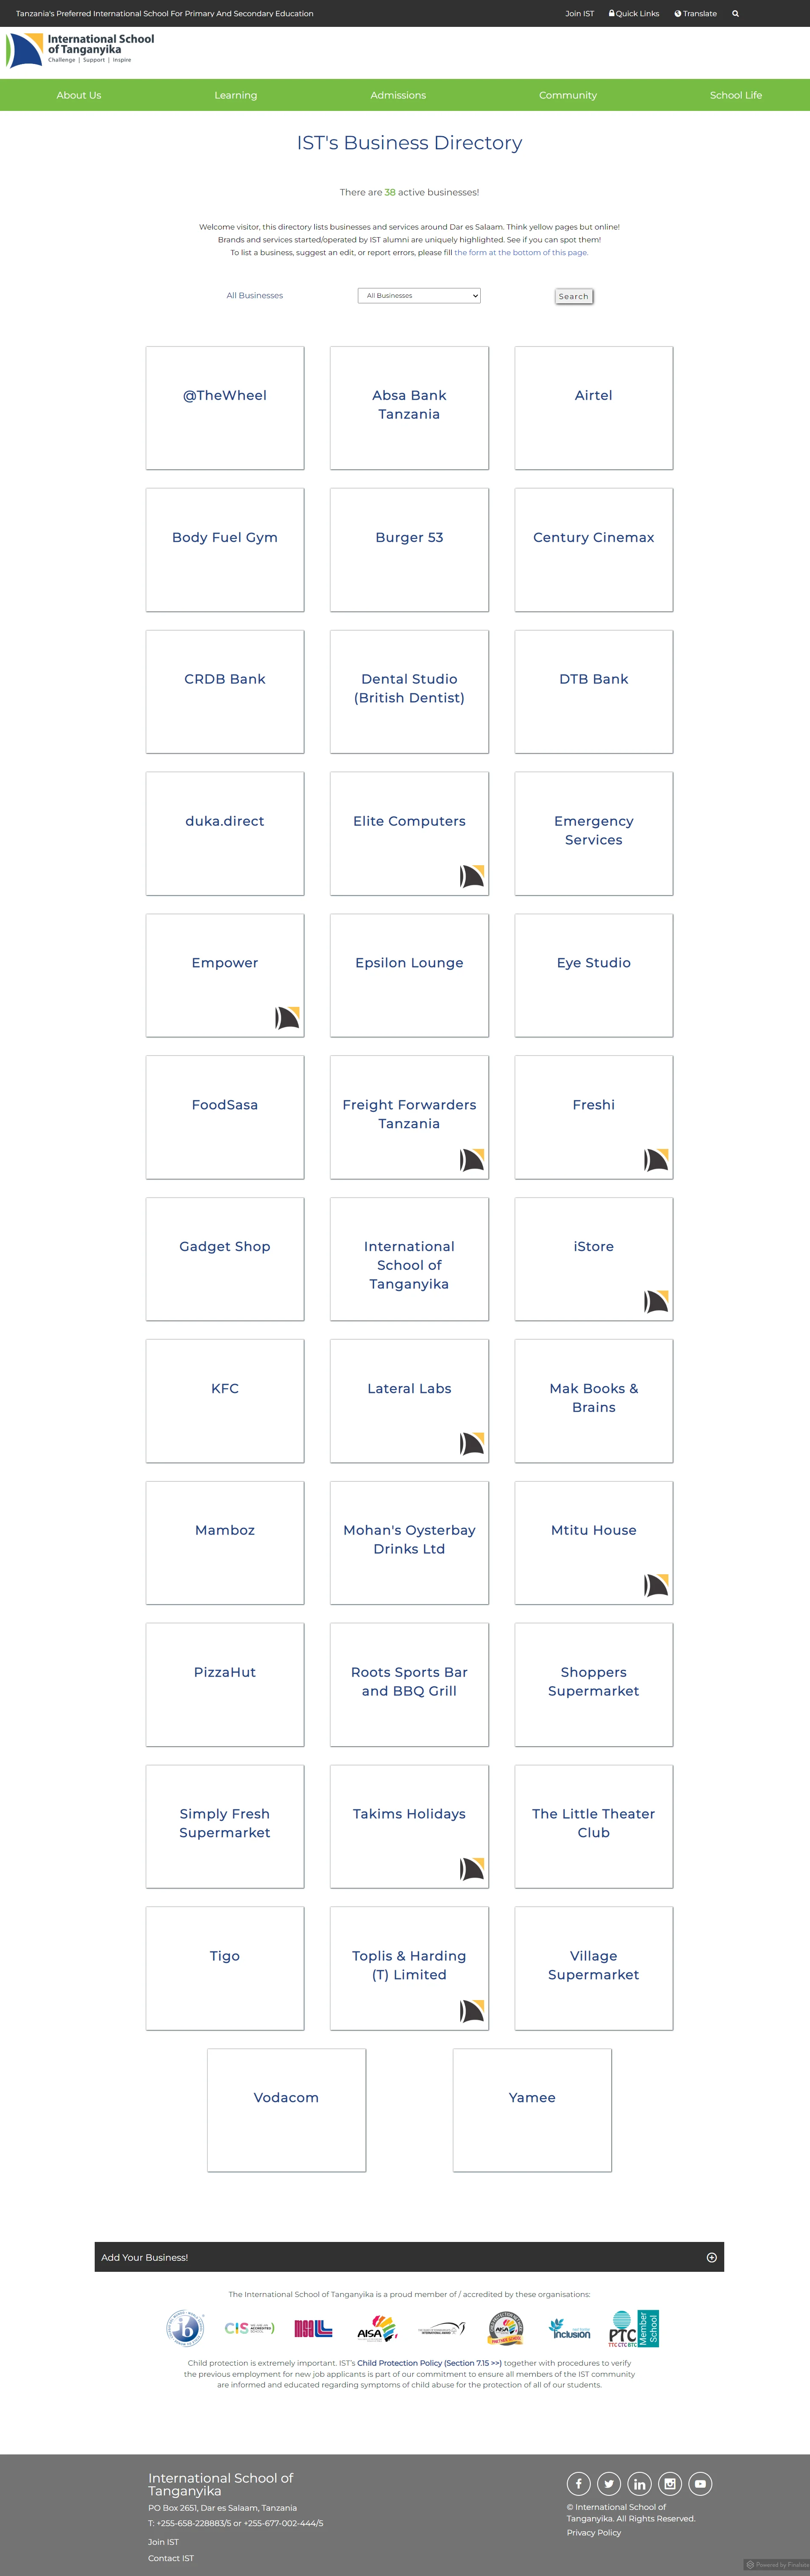 Tanzania's Preferred International School For Primary And Secondary Education
Join IST Quick Links Translate
International School
of Tanganyika
Challenge | Support | Inspire
About Us Learning Admissions Community School Life
IST's Business Directory
There are 38 active businesses!
Welcome visitor, this directory lists businesses and services around Dar es Salaam. Think yellow pages but online!
Brands and services started/operated by IST alumni are uniquely highlighted. See if you can spot them!
To list a business, suggest an edit, or report errors, please fill the form at the bottom of this page.
All Businesses All Businesses Search
@TheWheel
Absa Bank
Tanzania
Airtel
Body Fuel Gym
Burger 53
Century Cinemax
CRDB Bank
Dental Studio
(British Dentist)
DTB Bank
duka.direct
Elite Computers
Emergency
Services
Empower
Epsilon Lounge
Eye Studio
FoodSasa
Freight Forwarders
Tanzania
Freshi
Gadget Shop
International
School of
Tanganyika
iStore
KFC
Lateral Labs
Mak Books &
Brains
Mamboz
Mohan's Oysterbay
Drinks Ltd
Mtitu House
PizzaHut
Roots Sports Bar
and BBQ Grill
Shoppers
Supermarket
Simply Fresh
Supermarket
Takims Holidays
The Little Theater
Club
Tigo
Toplis & Harding
(T) Limited
Village
Supermarket
Vodacom
Yamee
Add Your Business!
The International School of Tanganyika is a proud member of / accredited by these organisations:
CIS
AISA
AISA
inclusion
PTC
Member
School
Child protection is extremely important. IST's Child Protection Policy (Section 7.15 >>) together with procedures to verify
the previous employment for new job applicants is part of our commitment to ensure all members of the IST community
are informed and educated regarding symptoms of child abuse for the protection of all of our students.
International School of
Tanganyika
PO Box 2651, Dar es Salaam, Tanzania
T: +255-658-228883/5 or +255-677-002-444/5
Join IST
Contact IST
© International School of
Tanganyika. All Rights Reserved.
Privacy Policy
Powered by